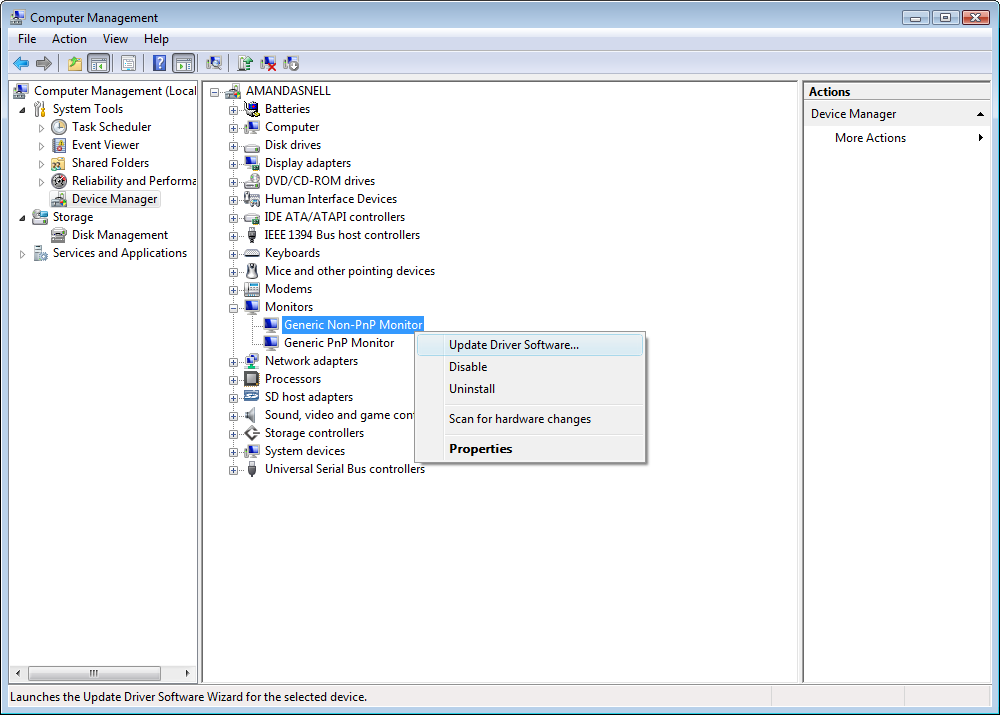 Computer Management
File Action View Help
Computer Management (Local
System Tools
Task Scheduler
Event Viewer
Shared Folders
Reliability and Performa
Device Manager
Storage
Disk Management
Services and Applications
AMANDASNELL
Batteries
Computer
Disk drives
Display adapters
DVD/CD-ROM drives
Human Interface Devices
IDE ATA/ATAPI controllers
IEEE 1394 Bus host controllers
Keyboards
Mice and other pointing devices
Modems
Monitors
Generic Non-PnP Monitor
Generic PnP Monitor
Network adapters
Processors
SD host adapters
Sound, video and game con
Storage controllers
System devices
Universal Serial Bus controllers
Update Driver Software...
Disable
Uninstall
Scan for hardware changes
Properties
Actions
Device Manager
More Actions
Launches the Update Driver Software Wizard for the selected device.